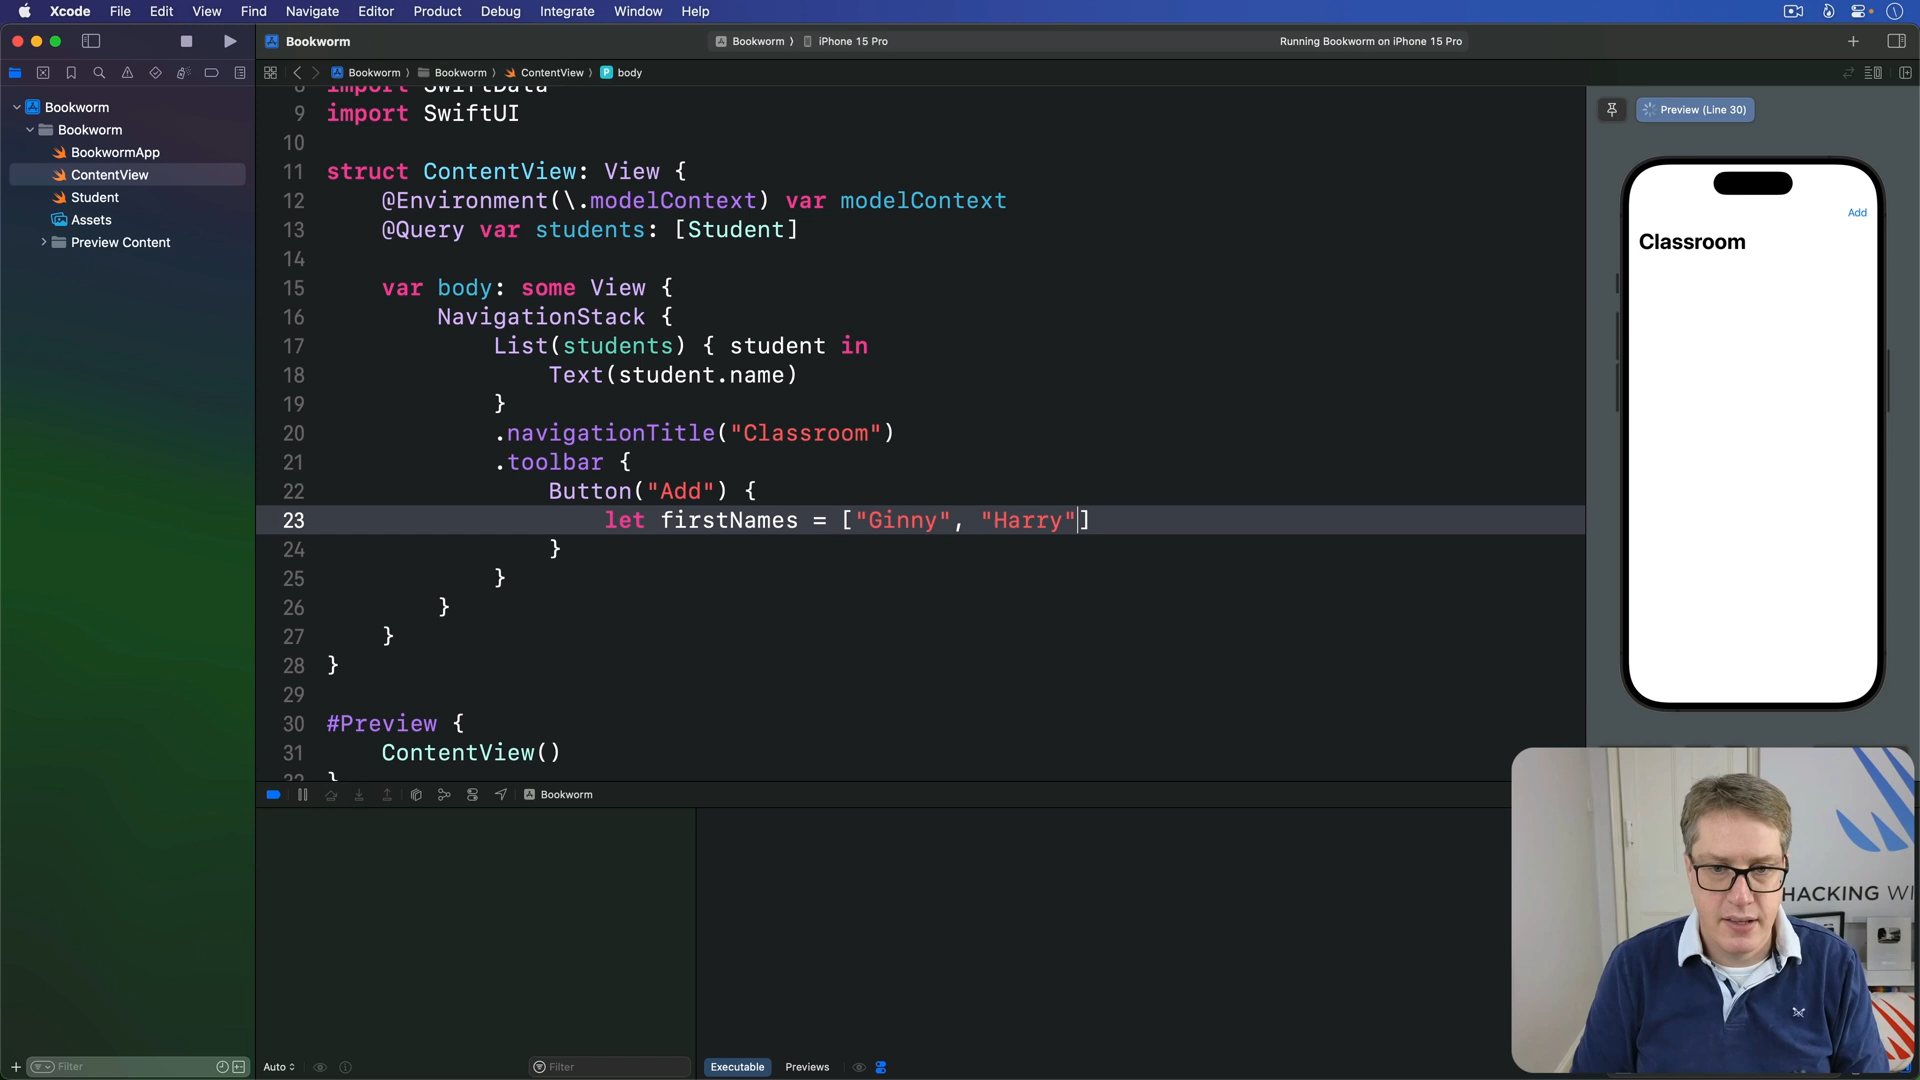 Xcode File Edit View Find Navigate Editor Product Debug Integrate Window Help
Bookworm
Bookworm 〉 iPhone 15 Pro
Running Bookworm on iPhone 15 Pro
Bookworm 〉 Bookworm 〉 ContentView 〉 P body
Bookworm
Bookworm
BookwormApp
ContentView
Student
Assets
Preview Content
8 import SwiftData
9 import SwiftUI
10
11 struct ContentView: View {
12 @Environment(\.modelContext) var modelContext
13 @Query var students: [Student]
14
15 var body: some View {
16 NavigationStack {
17 List(students) { student in
18 Text(student.name)
19 }
20 .navigationTitle("Classroom")
21 .toolbar {
22 Button("Add") {
23 let firstNames = ["Ginny", "Harry"]
24 }
25 }
26 }
27 }
28 }
29
30 #Preview {
31 ContentView()
32 }
Preview (Line 30)
Add
Classroom
Bookworm
HACKING WI
Filter
Auto
Filter
Executable Previews